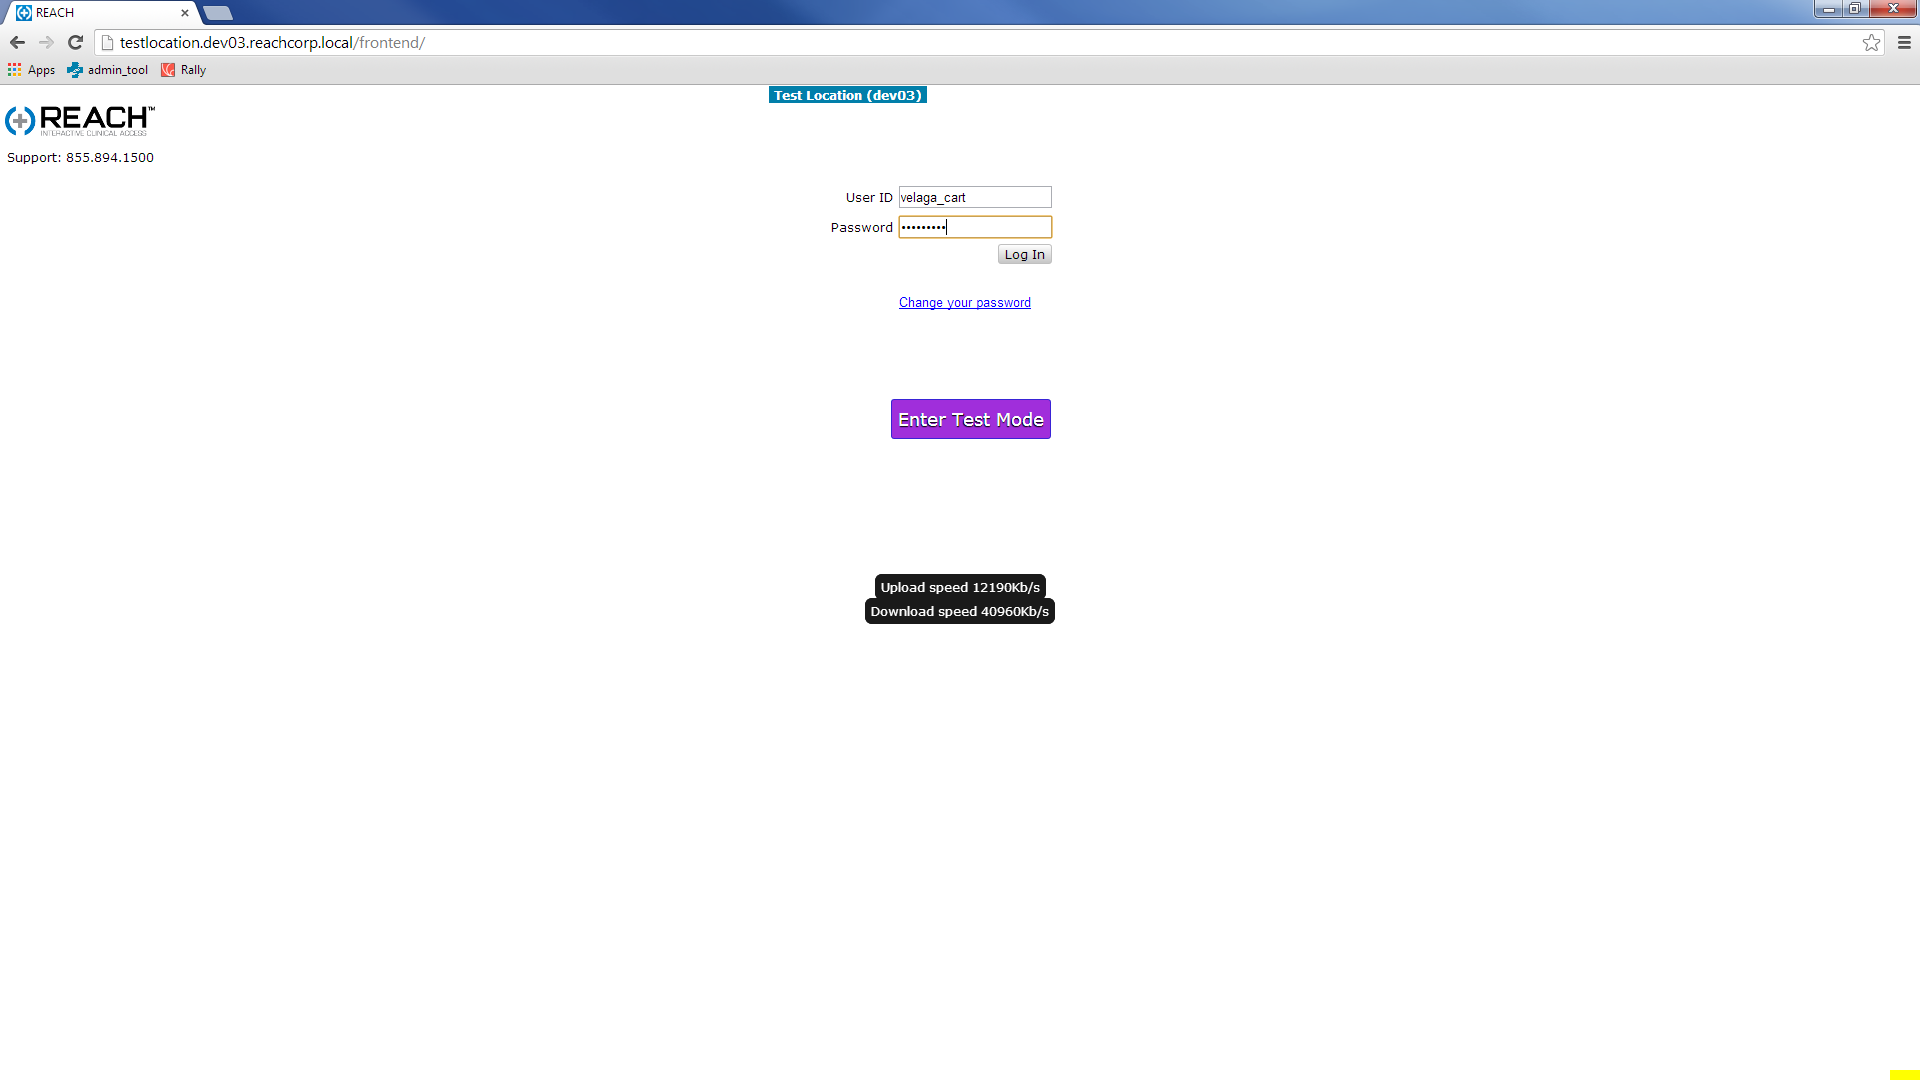 REACH
testlocation.dev03.reachcorp.local/frontend/
Apps admin_tool Rally
Test Location (dev03)
REACH™
INTERACTIVE CLINICAL ACCESS
Support: 855.894.1500
User ID velaga_cart
Password •••••••••
Log In
Change your password
Enter Test Mode
Upload speed 12190Kb/s
Download speed 40960Kb/s